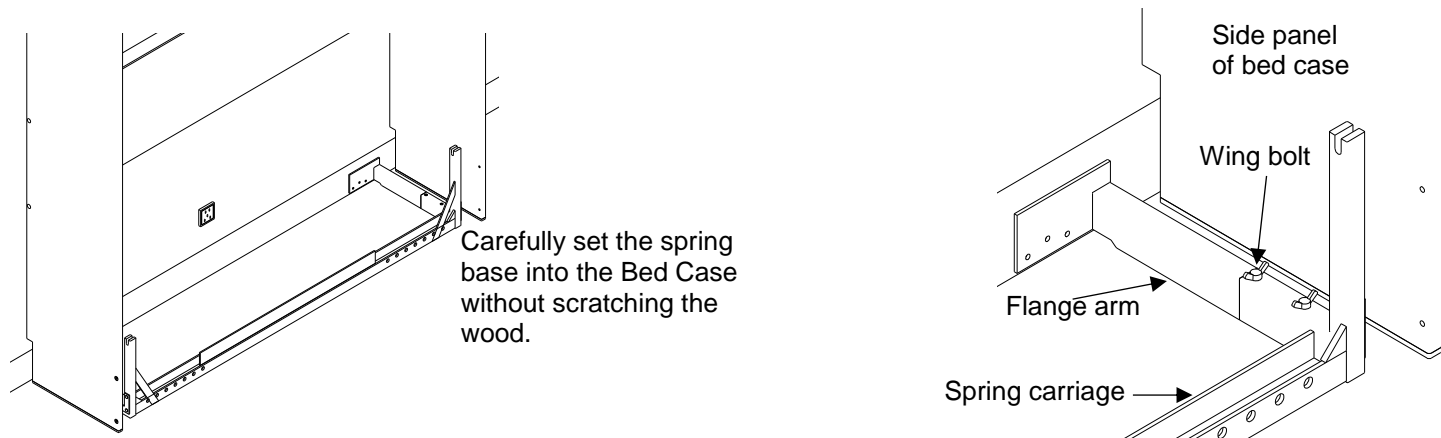 Carefully set the spring
base into the Bed Case
without scratching the
wood.
Side panel
of bed case
Wing bolt
Flange arm
Spring carriage